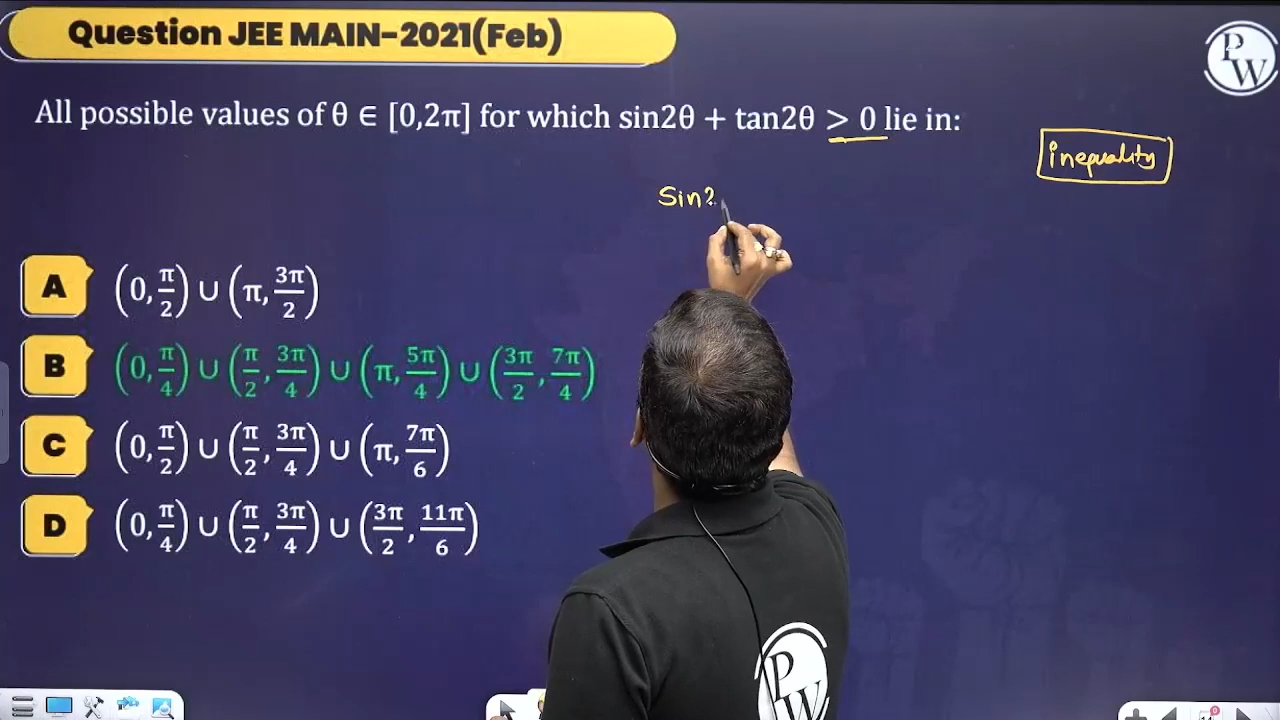 Question JEE MAIN-2021(Feb)
PW
All possible values of θ ∈ [0,2π] for which sin2θ + tan2θ > 0 lie in:
inequality
Sin2
A (0, π/2) ∪ (π, 3π/2)
B (0, π/4) ∪ (π/2, 3π/4) ∪ (π, 5π/4) ∪ (3π/2, 7π/4)
C (0, π/2) ∪ (π/2, 3π/4) ∪ (π, 7π/6)
D (0, π/4) ∪ (π/2, 3π/4) ∪ (3π/2, 11π/6)
PW